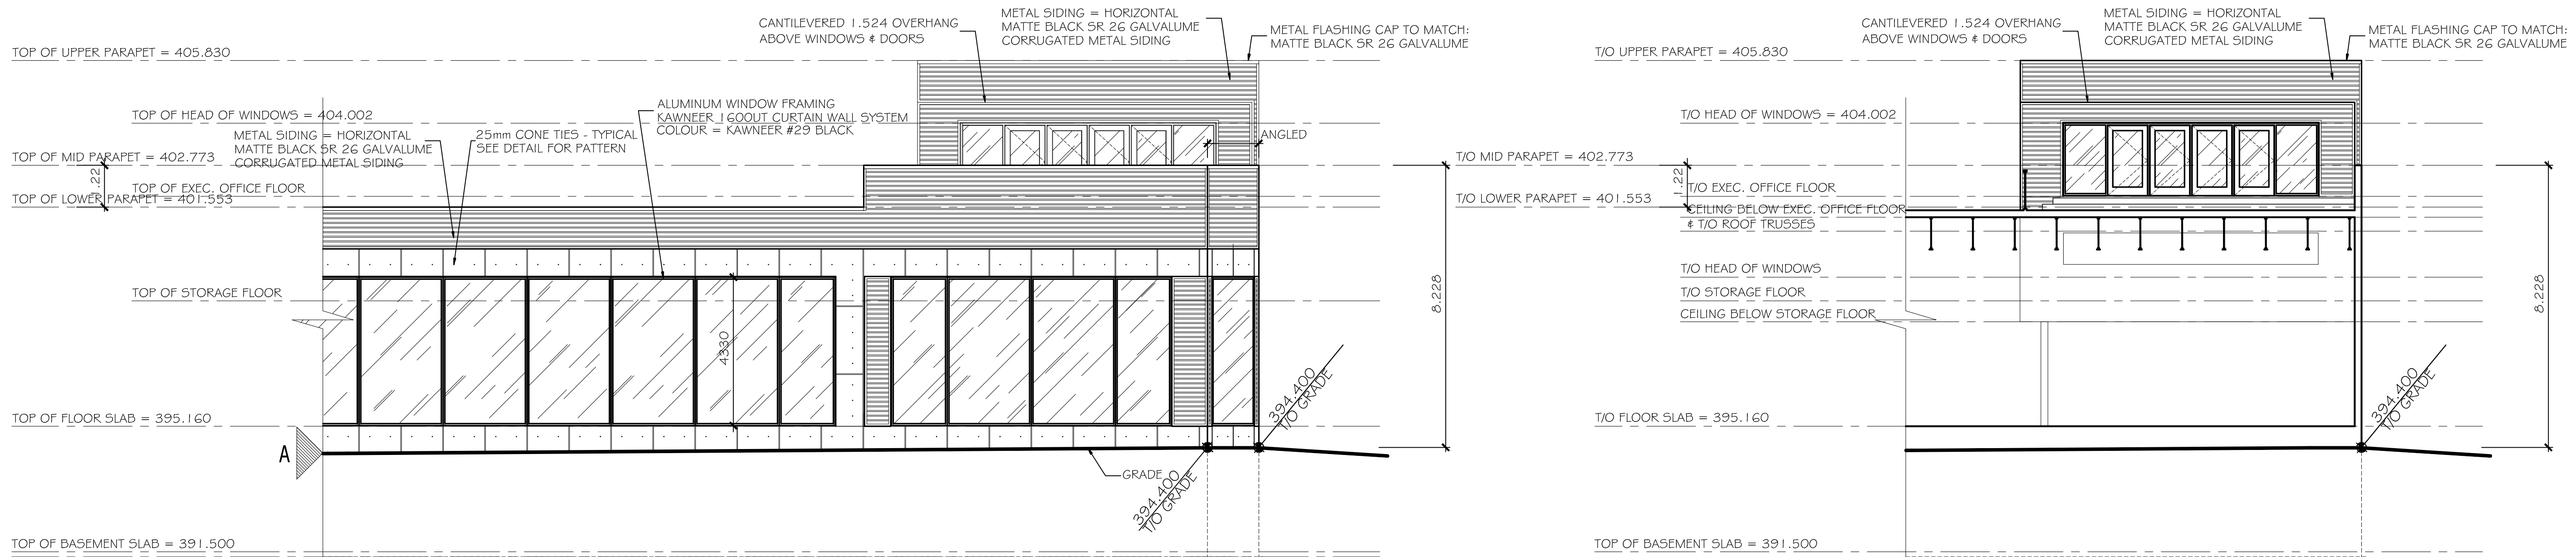 CANTILEVERED 1.524 OVERHANG
ABOVE WINDOWS & DOORS
METAL SIDING = HORIZONTAL
MATTE BLACK SR 26 GALVALUME
CORRUGATED METAL SIDING
METAL FLASHING CAP TO MATCH:
MATTE BLACK SR 26 GALVALUME
TOP OF UPPER PARAPET = 405.830
ALUMINUM WINDOW FRAMING
KAWNEER 1600UT CURTAIN WALL SYSTEM
COLOUR = KAWNEER #29 BLACK
TOP OF HEAD OF WINDOWS = 404.002
METAL SIDING = HORIZONTAL
MATTE BLACK SR 26 GALVALUME
CORRUGATED METAL SIDING
25mm CONE TIES - TYPICAL
SEE DETAIL FOR PATTERN
ANGLED
TOP OF MID PARAPET = 402.773
1.22
TOP OF EXEC. OFFICE FLOOR
TOP OF LOWER PARAPET = 401.553
TOP OF STORAGE FLOOR
4330
8.228
TOP OF FLOOR SLAB = 395.160
A
GRADE
394.400
T/O GRADE
394.400
T/O GRADE
TOP OF BASEMENT SLAB = 391.500
CANTILEVERED 1.524 OVERHANG
ABOVE WINDOWS & DOORS
METAL SIDING = HORIZONTAL
MATTE BLACK SR 26 GALVALUME
CORRUGATED METAL SIDING
METAL FLASHING CAP TO MATCH:
MATTE BLACK SR 26 GALVALUME
T/O UPPER PARAPET = 405.830
T/O HEAD OF WINDOWS = 404.002
T/O MID PARAPET = 402.773
1.22
T/O EXEC. OFFICE FLOOR
T/O LOWER PARAPET = 401.553
CEILING BELOW EXEC. OFFICE FLOOR
& T/O ROOF TRUSSES
T/O HEAD OF WINDOWS
T/O STORAGE FLOOR
CEILING BELOW STORAGE FLOOR
8.228
T/O FLOOR SLAB = 395.160
394.400
T/O GRADE
TOP OF BASEMENT SLAB = 391.500